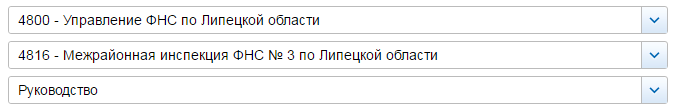 4800 - Управление ФНС по Липецкой области
4816 - Межрайонная инспекция ФНС № 3 по Липецкой области
Руководство